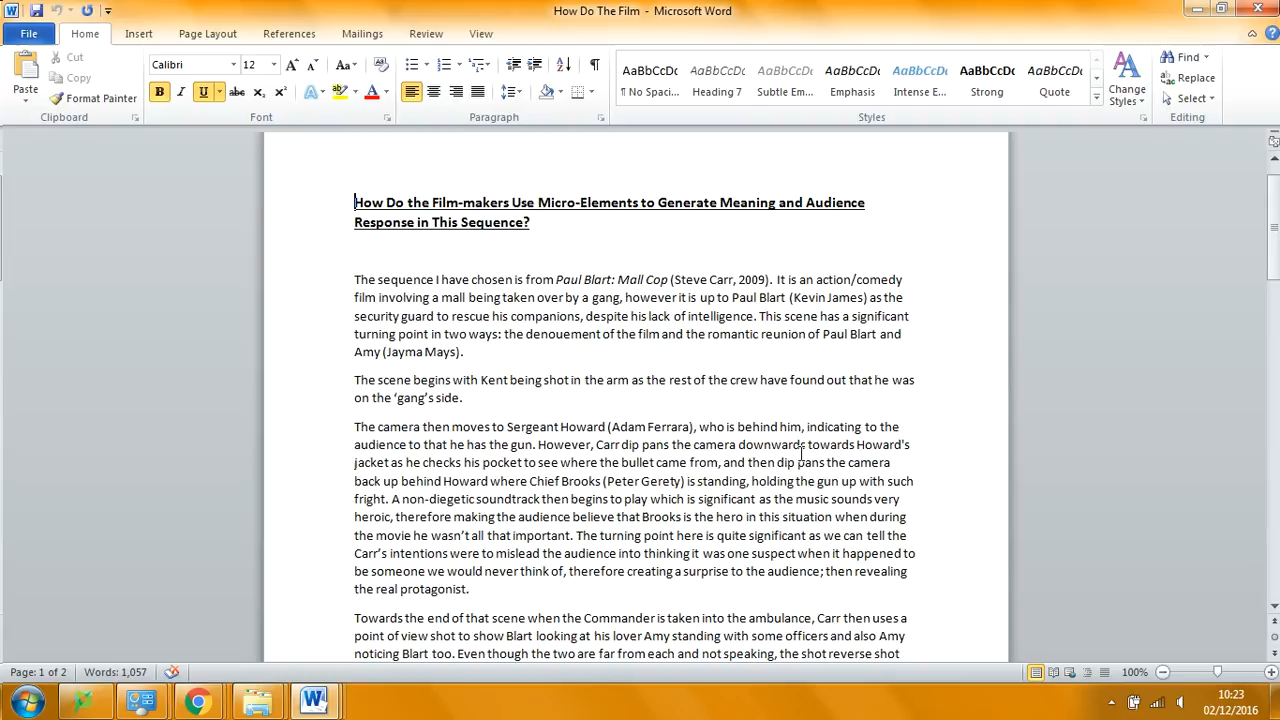 How Do The Film - Microsoft Word
File Home Insert Page Layout References Mailings Review View
Paste
Cut
Copy
Format Painter
Clipboard
Calibri 12
Font
Paragraph
AaBbCcDc AaBbCcDc AaBbCcDc AaBbCcDc AaBbCcDc AaBbCcDc AaBbCcDc
¶ No Spaci... Heading 7 Subtle Em... Emphasis Intense E... Strong Quote
Styles
Change Styles
Find
Replace
Select
Editing
How Do the Film-makers Use Micro-Elements to Generate Meaning and Audience
Response in This Sequence?
The sequence I have chosen is from Paul Blart: Mall Cop (Steve Carr, 2009). It is an action/comedy
film involving a mall being taken over by a gang, however it is up to Paul Blart (Kevin James) as the
security guard to rescue his companions, despite his lack of intelligence. This scene has a significant
turning point in two ways: the denouement of the film and the romantic reunion of Paul Blart and
Amy (Jayma Mays).
The scene begins with Kent being shot in the arm as the rest of the crew have found out that he was
on the ‘gang’s side.
The camera then moves to Sergeant Howard (Adam Ferrara), who is behind him, indicating to the
audience to that he has the gun. However, Carr dip pans the camera downwards towards Howard's
jacket as he checks his pocket to see where the bullet came from, and then dip pans the camera
back up behind Howard where Chief Brooks (Peter Gerety) is standing, holding the gun up with such
fright. A non-diegetic soundtrack then begins to play which is significant as the music sounds very
heroic, therefore making the audience believe that Brooks is the hero in this situation when during
the movie he wasn’t all that important. The turning point here is quite significant as we can tell the
Carr’s intentions were to mislead the audience into thinking it was one suspect when it happened to
be someone we would never think of, therefore creating a surprise to the audience; then revealing
the real protagonist.
Towards the end of that scene when the Commander is taken into the ambulance, Carr then uses a
point of view shot to show Blart looking at his lover Amy standing with some officers and also Amy
noticing Blart too. Even though the two are far from each and not speaking, the shot reverse shot
Page: 1 of 2 Words: 1,057 100%
10:23
02/12/2016